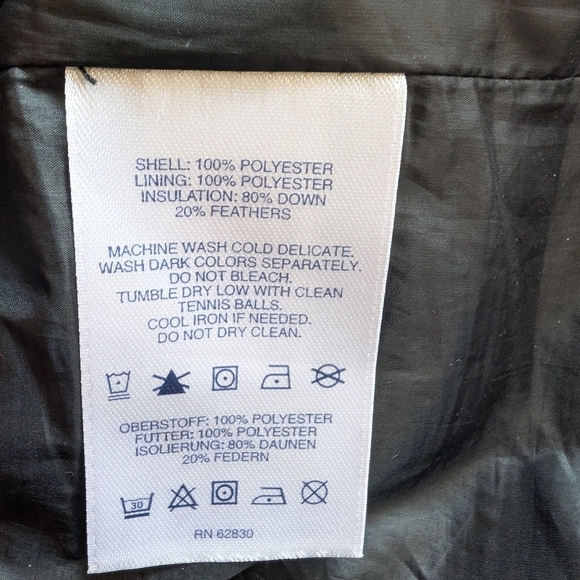 SHELL: 100% POLYESTER
LINING: 100% POLYESTER
INSULATION: 80% DOWN
20% FEATHERS
MACHINE WASH COLD DELICATE.
WASH DARK COLORS SEPARATELY.
DO NOT BLEACH.
TUMBLE DRY LOW WITH CLEAN
TENNIS BALLS.
COOL IRON IF NEEDED.
DO NOT DRY CLEAN.
OBERSTOFF: 100% POLYESTER
FUTTER: 100% POLYESTER
ISOLIERUNG: 80% DAUNEN
20% FEDERN
30
RN 62830